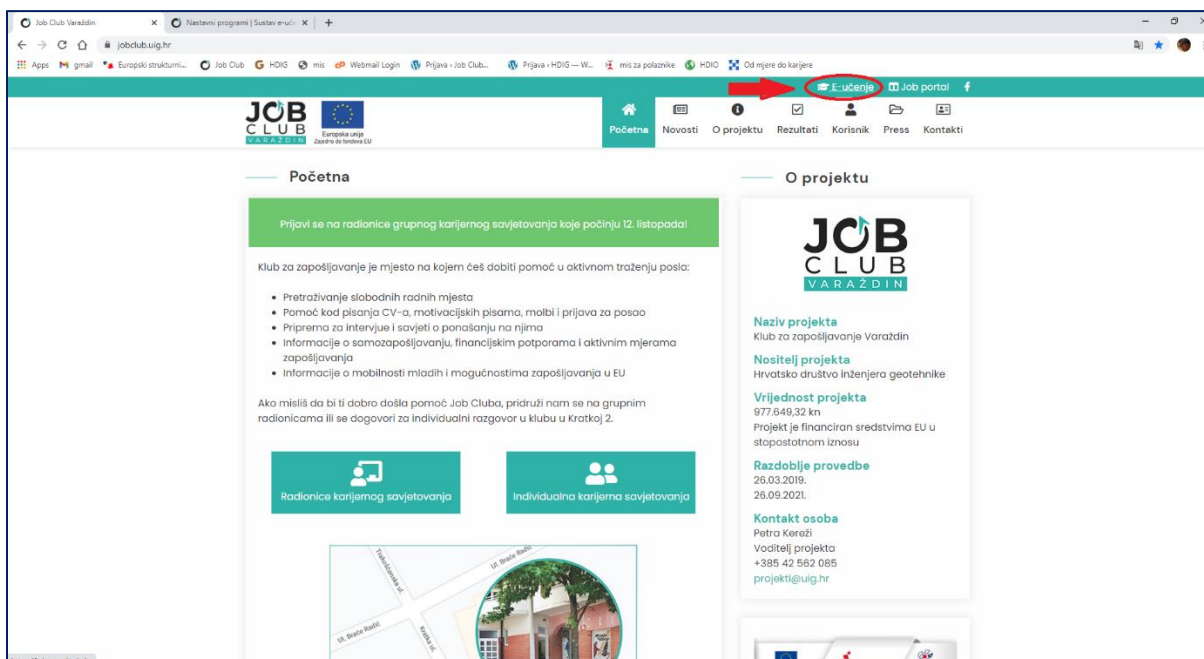 Job Club Varaždin
Nastavni programi | Sustav e-uče
jobclub.uig.hr
Apps gmail Europski strukturni... Job Club HDIG mis Webmail Login Prijava ‹ Job Club... Prijava ‹ HDIG — W... mis za polaznike HDIO Od mjere do karijere
E-učenje Job portal
JOB
CLUB
VARAŽDIN
Europska unija
Zajedno do fondova EU
Početna Novosti O projektu Rezultati Korisnik Press Kontakti
Početna
Prijavi se na radionice grupnog karijernog savjetovanja koje počinju 12. listopada!
Klub za zapošljavanje je mjesto na kojem ćeš dobiti pomoć u aktivnom traženju posla:
Pretraživanje slobodnih radnih mjesta
Pomoć kod pisanja CV-a, motivacijskih pisama, molbi i prijava za posao
Priprema za intervjue i savjeti o ponašanju na njima
Informacije o samozapošljavanju, financijskim potporama i aktivnim mjerama
zapošljavanja
Informacije o mobilnosti mladih i mogućnostima zapošljavanja u EU
Ako misliš da bi ti dobro došla pomoć Job Cluba, pridruži nam se na grupnim
radionicama ili se dogovori za individualni razgovor u klubu u Kratkoj 2.
Radionice karijernog savjetovanja
Individualna karijerna savjetovanja
Trakošćanska ul.
Ul. Braće Radić
Ul. Braće Radić
Kratka ul.
O projektu
JOB
CLUB
VARAŽDIN
Naziv projekta
Klub za zapošljavanje Varaždin
Nositelj projekta
Hrvatsko društvo inženjera geotehnike
Vrijednost projekta
977.649,32 kn
Projekt je financiran sredstvima EU u
stopostotnom iznosu
Razdoblje provedbe
26.03.2019.
26.09.2021.
Kontakt osoba
Petra Kereži
Voditelj projekta
+385 42 562 085
projekti@uig.hr